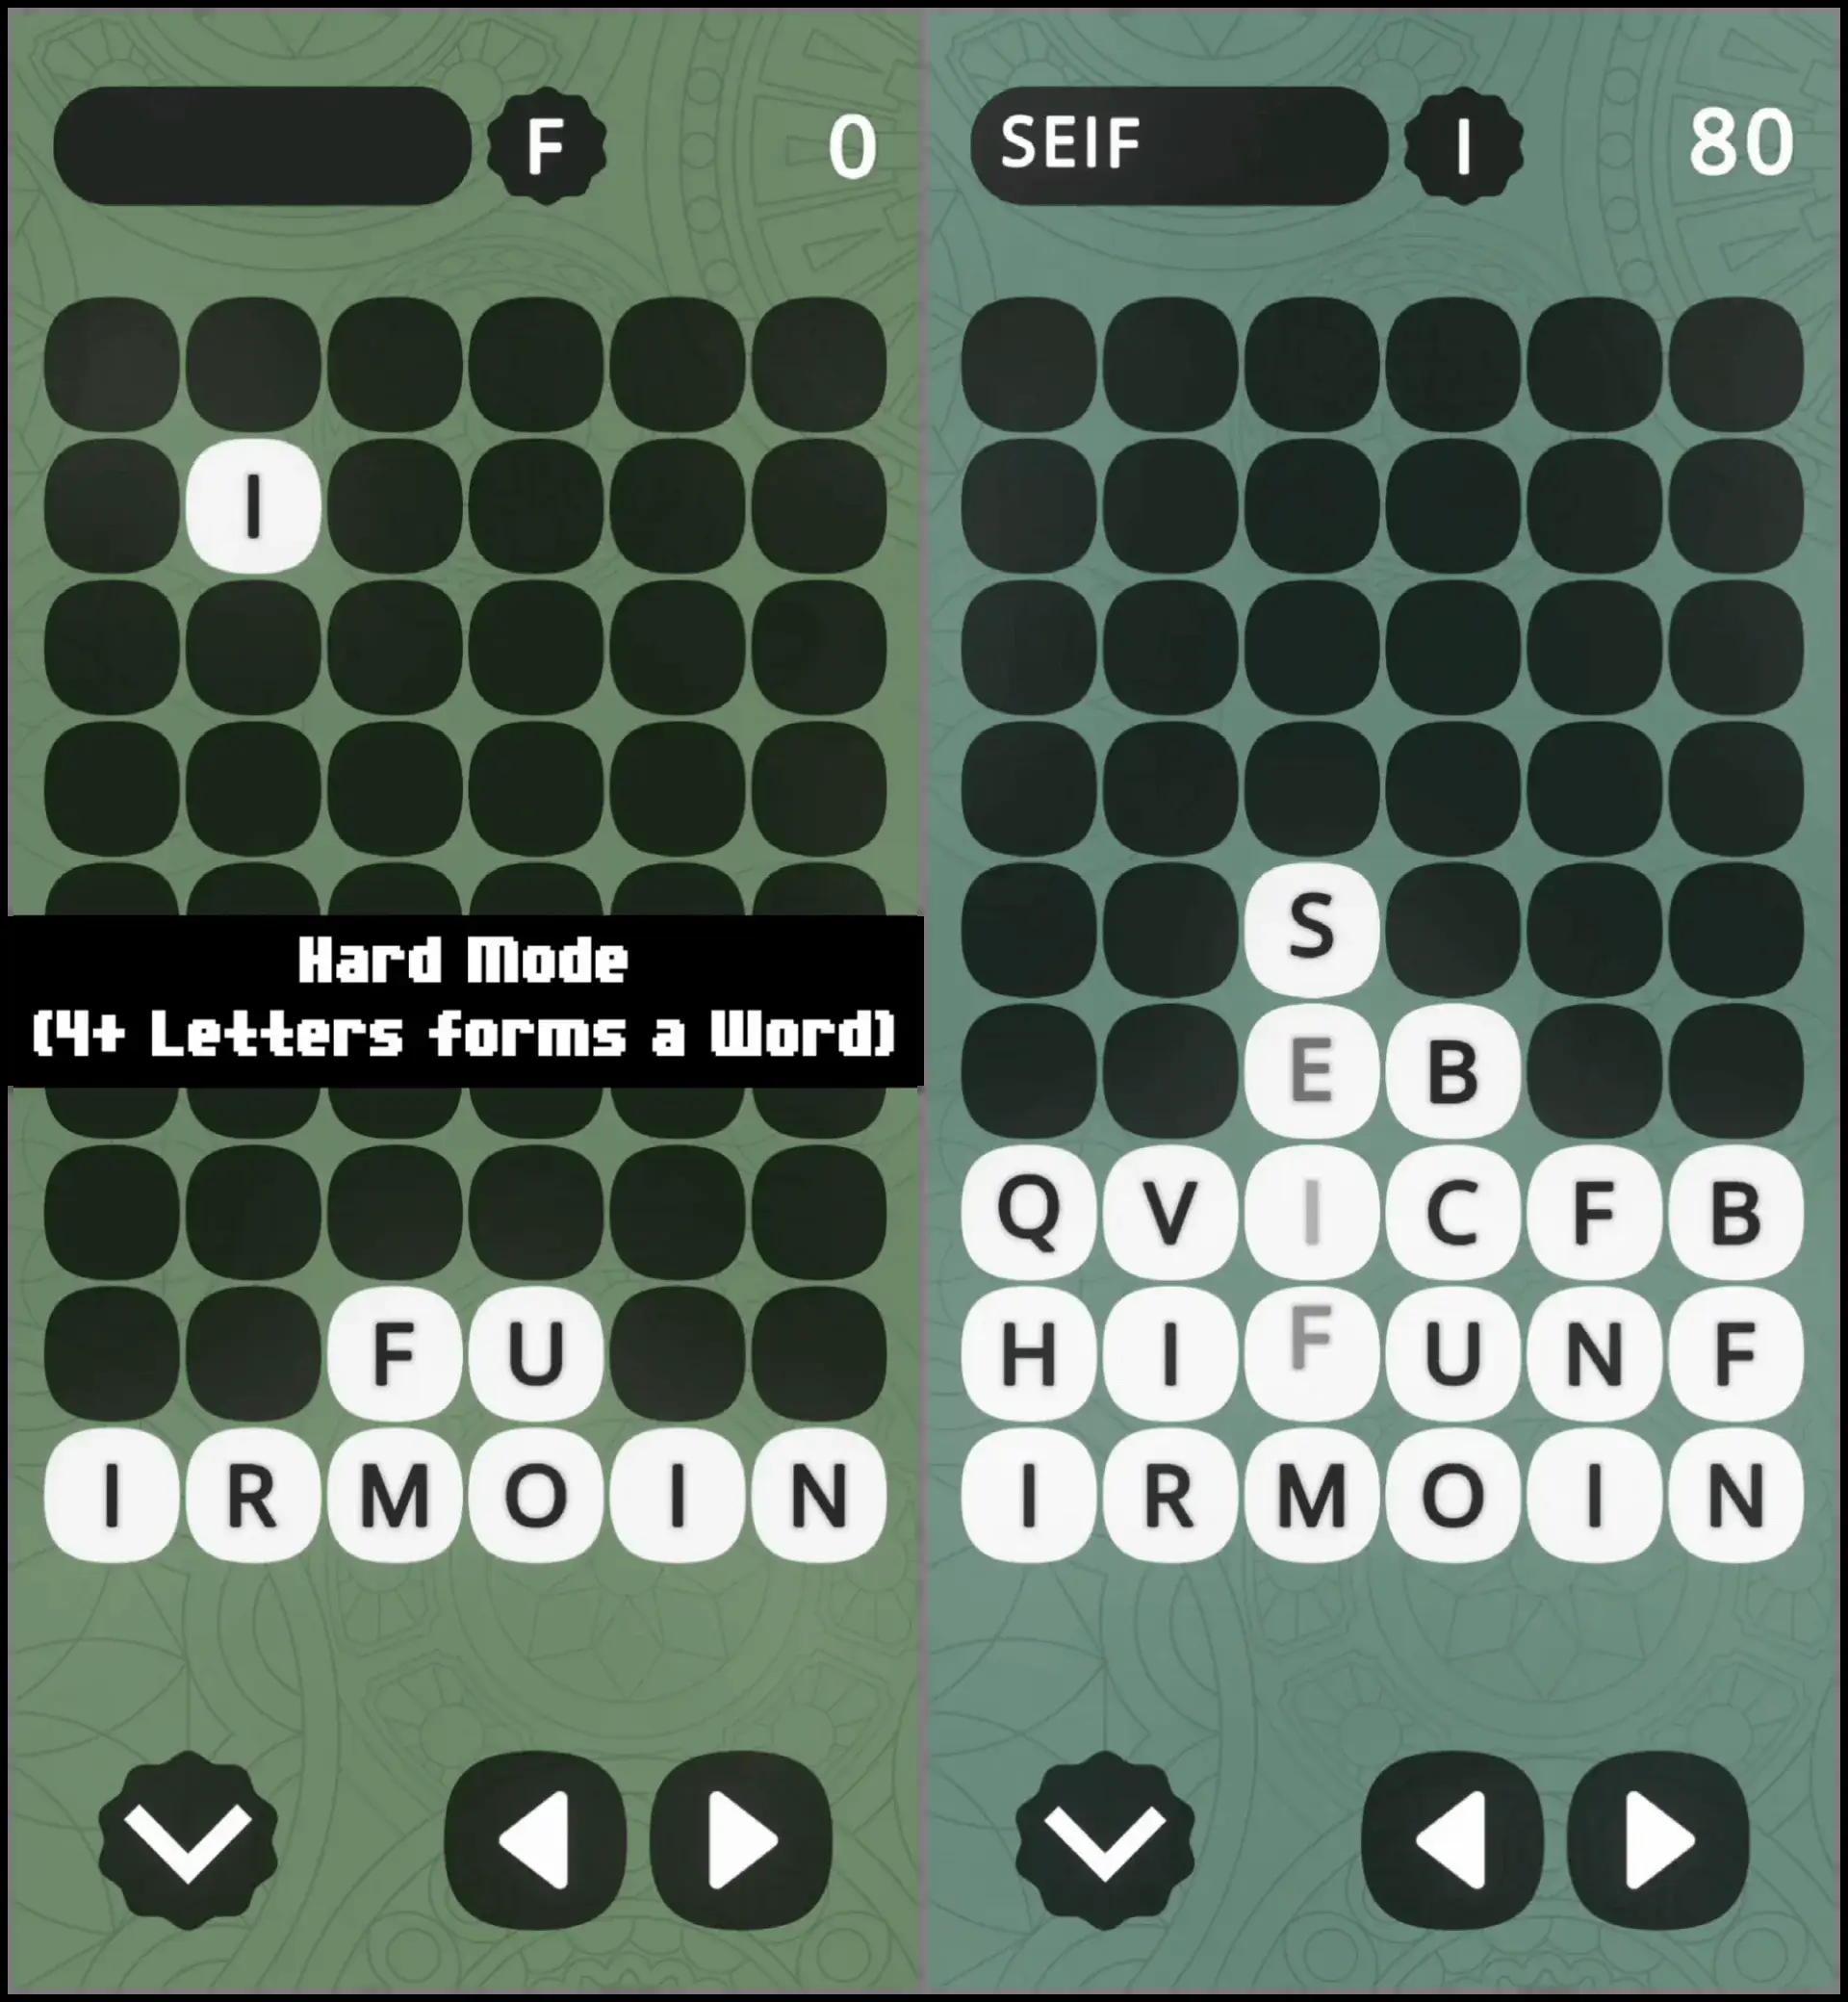 F 0
I
Hard Mode
(4+ Letters forms a Word)
F U
I R M O I N
SEIF I 80
S
E B
Q V I C F B
H I F U N F
I R M O I N